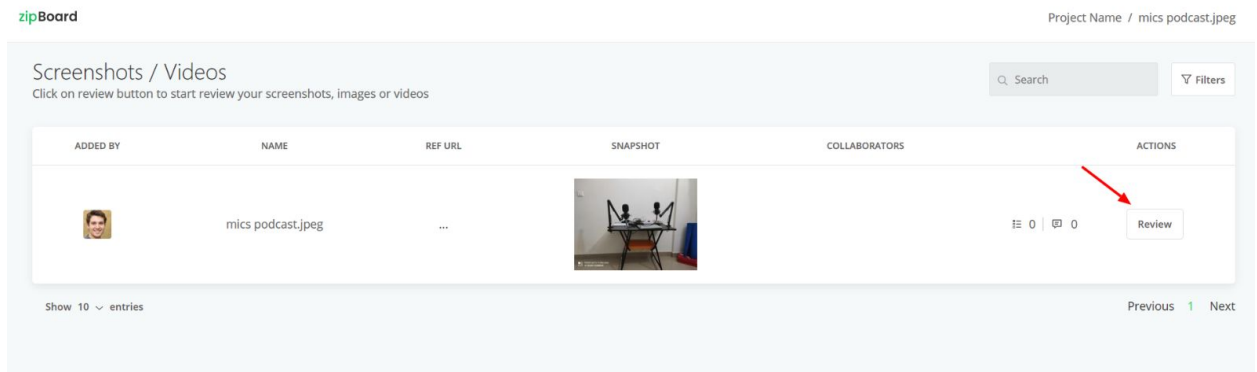 zipBoard
Project Name / mics podcast.jpeg
Screenshots / Videos
Click on review button to start review your screenshots, images or videos
Search
Filters
ADDED BY NAME REF URL SNAPSHOT COLLABORATORS ACTIONS
mics podcast.jpeg ... 0 0 Review
Show 10 entries
Previous 1 Next